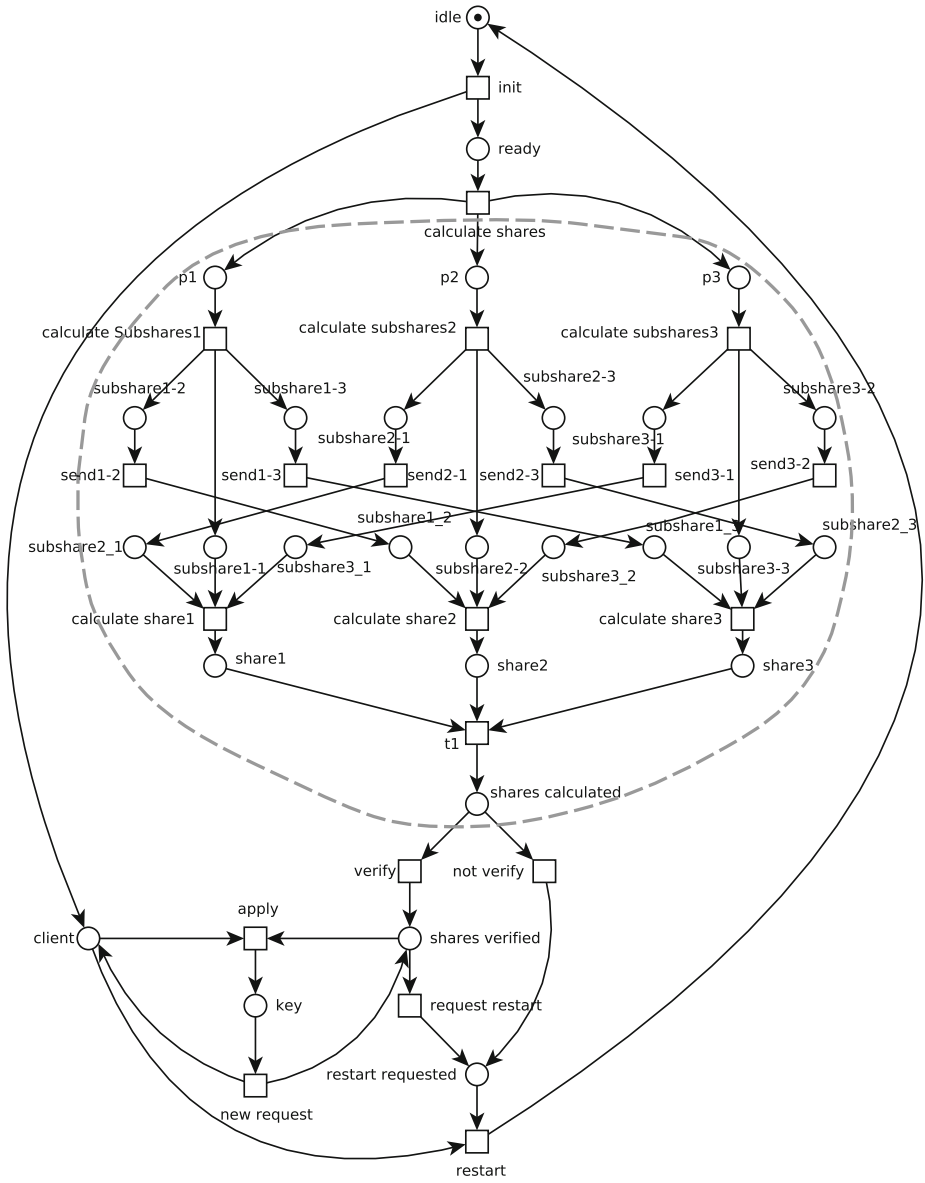 idle
init
ready
calculate shares
p1
p2
p3
calculate Subshares1
calculate subshares2
calculate subshares3
subshare1-2
subshare1-3
subshare2-3
subshare3-2
subshare2-1
subshare3-1
send1-2
send1-3
send2-1
send2-3
send3-1
send3-2
subshare1_2
subshare1_3
subshare2_3
subshare2_1
subshare1-1
subshare3_1
subshare2-2
subshare3_2
subshare3-3
calculate share1
calculate share2
calculate share3
share1
share2
share3
t1
shares calculated
verify
not verify
apply
client
shares verified
key
request restart
restart requested
new request
restart